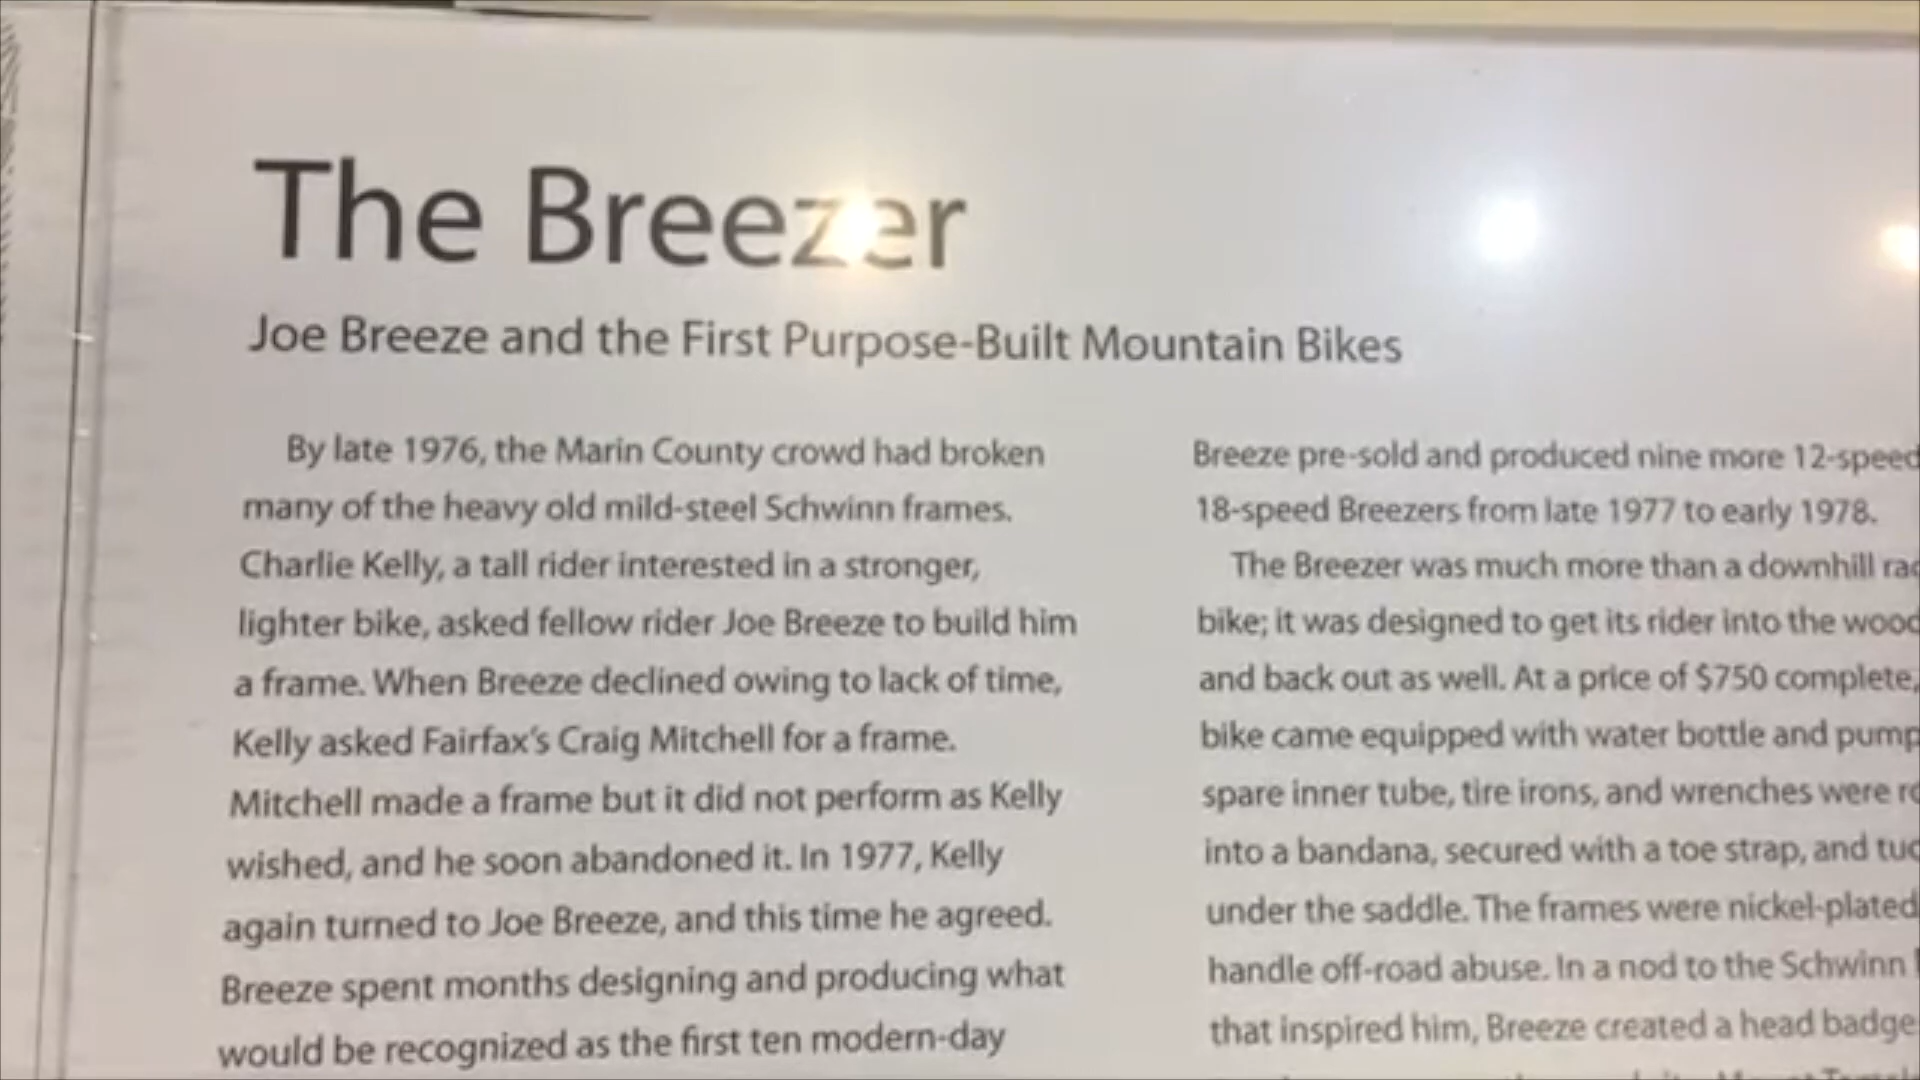 The Breezer
Joe Breeze and the First Purpose-Built Mountain Bikes
By late 1976, the Marin County crowd had broken
many of the heavy old mild-steel Schwinn frames.
Charlie Kelly, a tall rider interested in a stronger,
lighter bike, asked fellow rider Joe Breeze to build him
a frame. When Breeze declined owing to lack of time,
Kelly asked Fairfax's Craig Mitchell for a frame.
Mitchell made a frame but it did not perform as Kelly
wished, and he soon abandoned it. In 1977, Kelly
again turned to Joe Breeze, and this time he agreed.
Breeze spent months designing and producing what
would be recognized as the first ten modern-day
Breeze pre-sold and produced nine more 12-speed
18-speed Breezers from late 1977 to early 1978.
The Breezer was much more than a downhill
bike; it was designed to get its rider into the
and back out as well. At a price of $750 complete,
bike came equipped with water bottle and pump
spare inner tube, tire irons, and wrenches were
into a bandana, secured with a toe strap, and
under the saddle. The frames were nickel-plated
handle off-road abuse. In a nod to the Schwinn
that inspired him, Breeze created a head badge